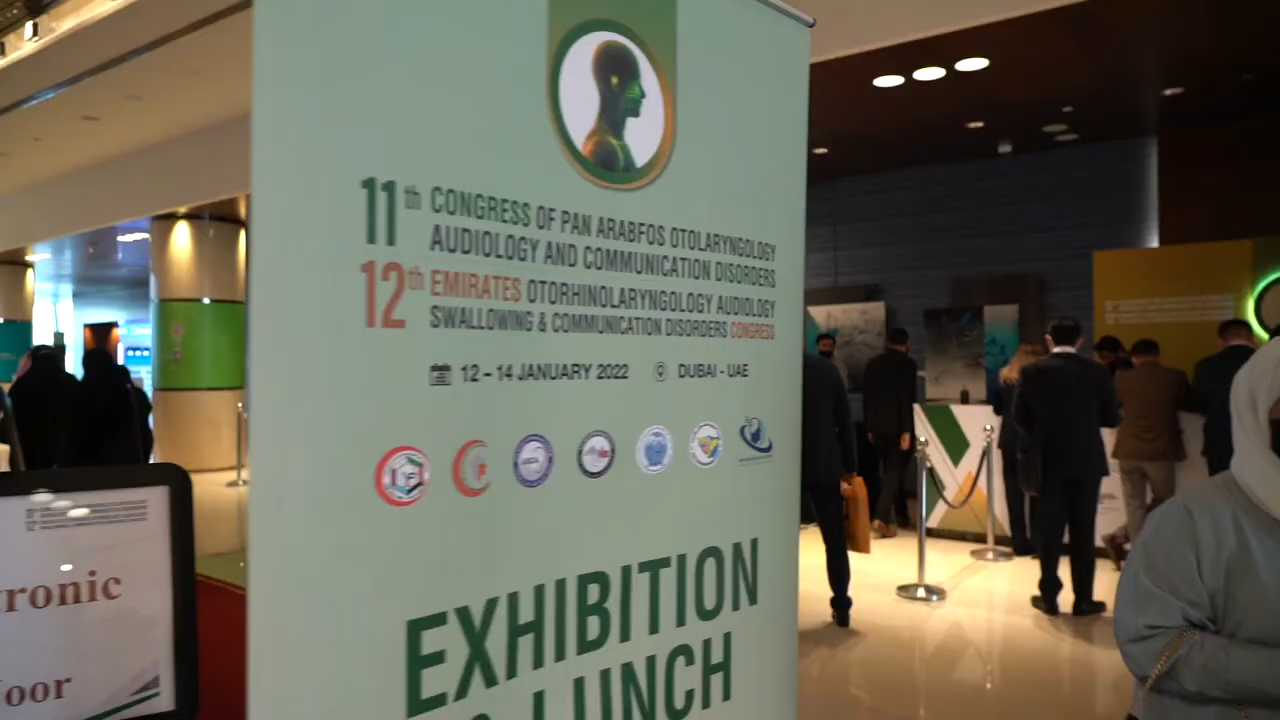 11th CONGRESS OF PAN ARABFOS OTOLARYNGOLOGY
AUDIOLOGY AND COMMUNICATION DISORDERS
12th EMIRATES OTORHINOLARYNGOLOGY AUDIOLOGY
SWALLOWING & COMMUNICATION DISORDERS CONGRESS
12 – 14 JANUARY 2022 DUBAI - UAE
EXHIBITION
& LUNCH
ronic
oor